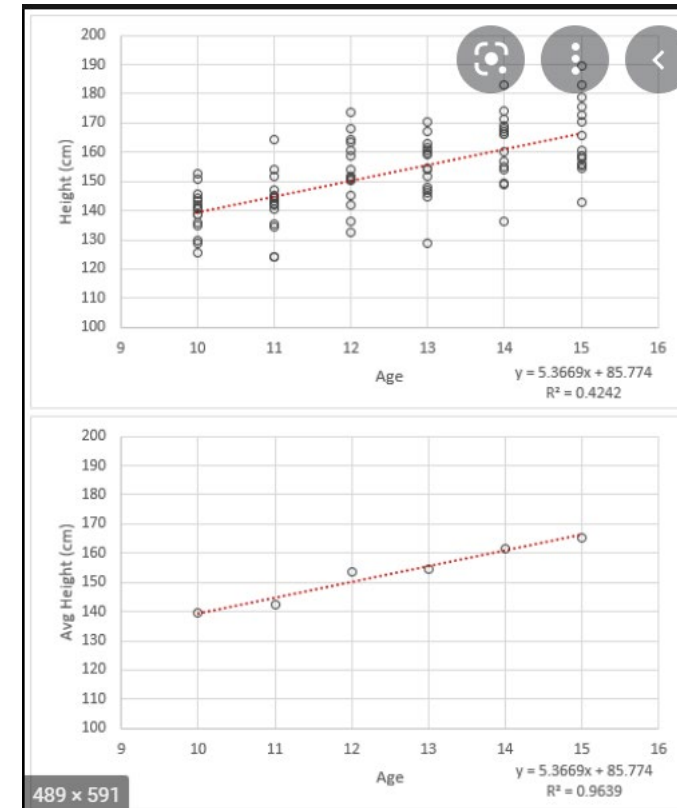 200
190
180
170
160
150
140
130
120
110
100
Height (cm)
9 10 11 12 13 14 15 16
Age
y = 5.3669x + 85.774
R² = 0.4242
200
190
180
170
160
150
140
130
120
110
100
Avg Height (cm)
9 10 11 12 13 14 15 16
Age
y = 5.3669x + 85.774
R² = 0.9639
489 × 591